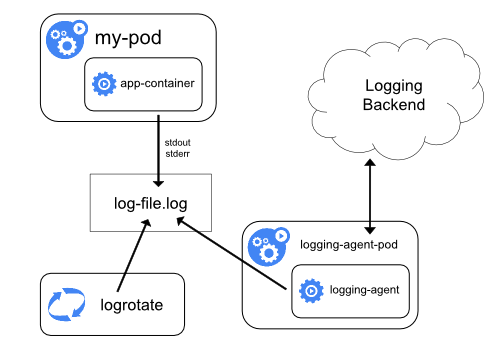 my-pod
app-container
stdout
stderr
log-file.log
logrotate
Logging
Backend
logging-agent-pod
logging-agent